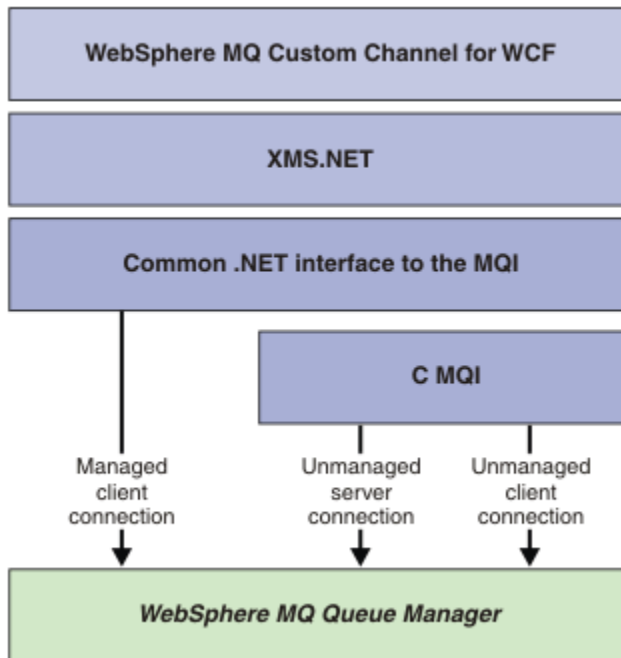 WebSphere MQ Custom Channel for WCF
XMS.NET
Common .NET interface to the MQI
C MQI
Managed
client
connection
Unmanaged
server
connection
Unmanaged
client
connection
WebSphere MQ Queue Manager